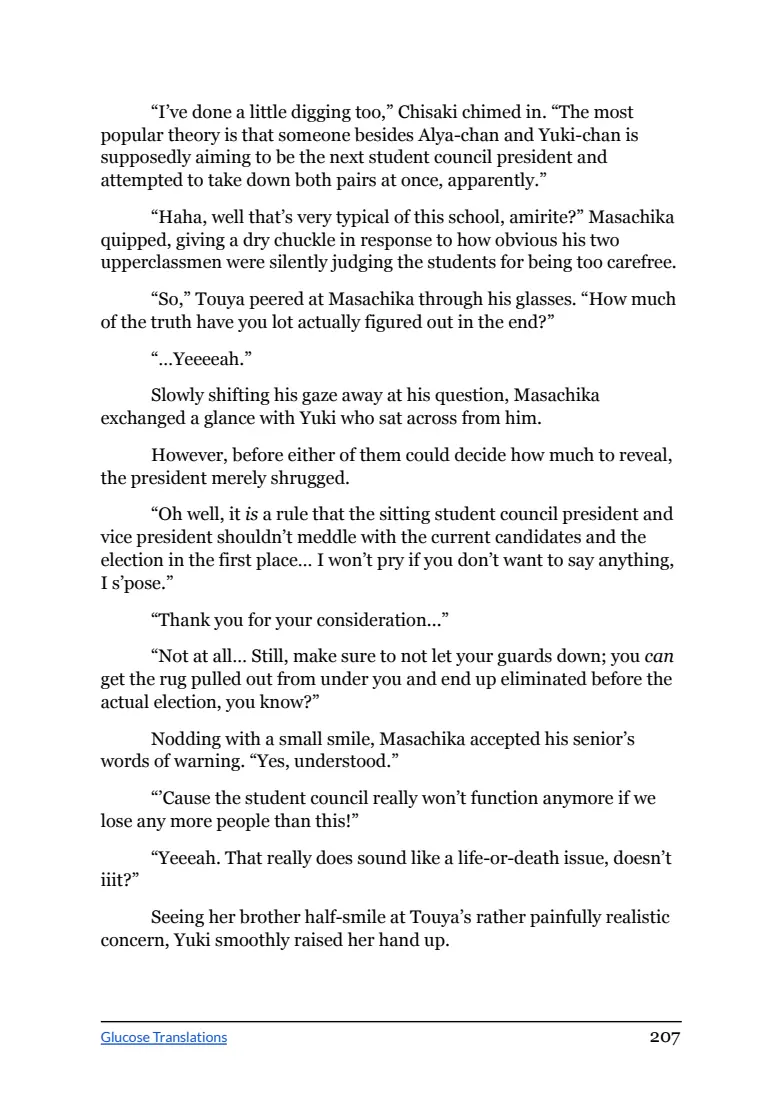 “I’ve done a little digging too,” Chisaki chimed in. “The most
popular theory is that someone besides Alya-chan and Yuki-chan is
supposedly aiming to be the next student council president and
attempted to take down both pairs at once, apparently.”
“Haha, well that’s very typical of this school, amirite?” Masachika
quipped, giving a dry chuckle in response to how obvious his two
upperclassmen were silently judging the students for being too carefree.
“So,” Touya peered at Masachika through his glasses. “How much
of the truth have you lot actually figured out in the end?”
“…Yeeeeah.”
Slowly shifting his gaze away at his question, Masachika
exchanged a glance with Yuki who sat across from him.
However, before either of them could decide how much to reveal,
the president merely shrugged.
“Oh well, it is a rule that the sitting student council president and
vice president shouldn’t meddle with the current candidates and the
election in the first place… I won’t pry if you don’t want to say anything,
I s’pose.”
“Thank you for your consideration…”
“Not at all… Still, make sure to not let your guards down; you can
get the rug pulled out from under you and end up eliminated before the
actual election, you know?”
Nodding with a small smile, Masachika accepted his senior’s
words of warning. “Yes, understood.”
“’Cause the student council really won’t function anymore if we
lose any more people than this!”
“Yeeeah. That really does sound like a life-or-death issue, doesn’t
iiit?”
Seeing her brother half-smile at Touya’s rather painfully realistic
concern, Yuki smoothly raised her hand up.
Glucose Translations 207